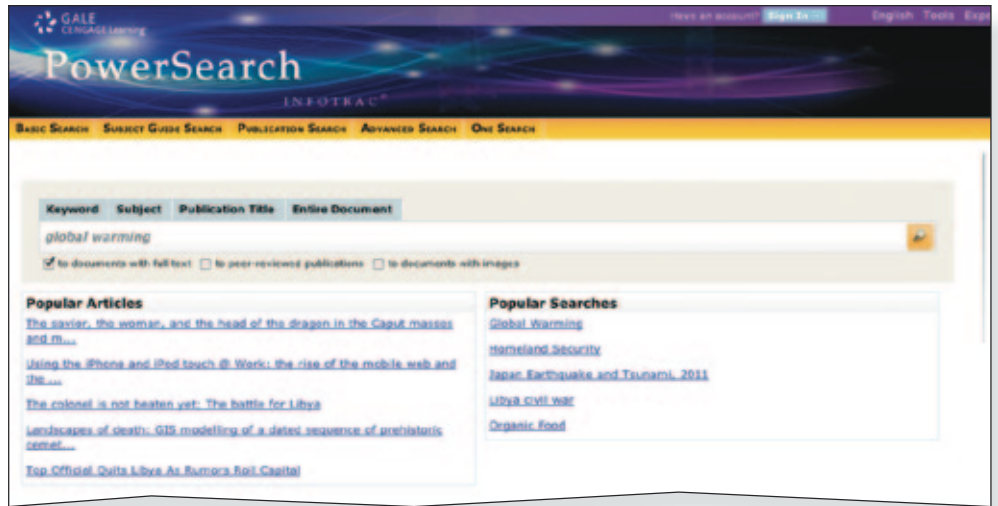 GALE
CENGAGE Learning
Have an account? Sign In
English Tools Expe
PowerSearch
INFOTRAC®
BASIC SEARCH SUBJECT GUIDE SEARCH PUBLICATION SEARCH ADVANCED SEARCH ONE SEARCH
Keyword Subject Publication Title Entire Document
global warming
to documents with full text to peer-reviewed publications to documents with images
Popular Articles
The savior, the woman, and the head of the dragon in the Caput masses
and m...
Using the iPhone and iPod touch @ Work: the rise of the mobile web and
the ...
The colonel is not beaten yet: The battle for Libya
Landscapes of death: GIS modelling of a dated sequence of prehistoric
cemet...
Top Official Quits Libya As Rumors Roil Capital
Popular Searches
Global Warming
Homeland Security
Japan Earthquake and Tsunami, 2011
Libya civil war
Organic Food